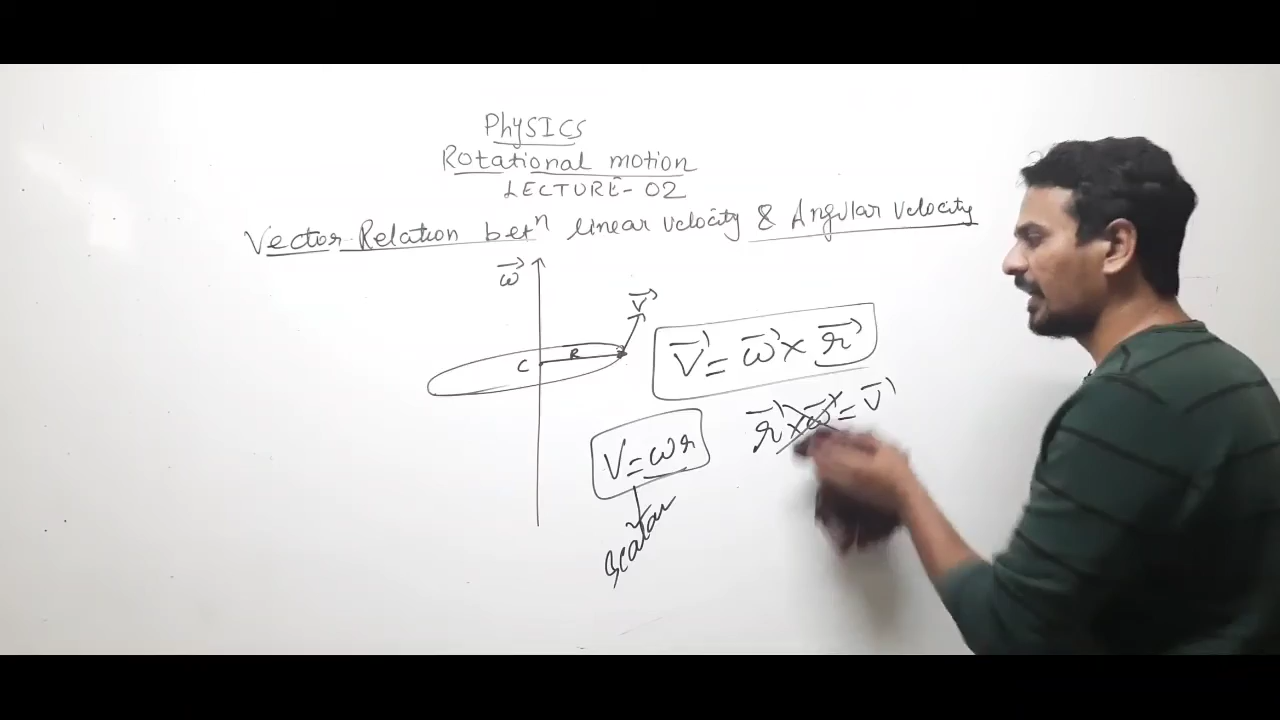 PhysICs
Rotational motion
LECTURE-02
Vector Relation betⁿ linear velocity & Angular velocity
ω⃗
V⃗
C
R
V⃗ = ω⃗ × r⃗
r⃗ × ω⃗ = V⃗
V = ωr
scalar